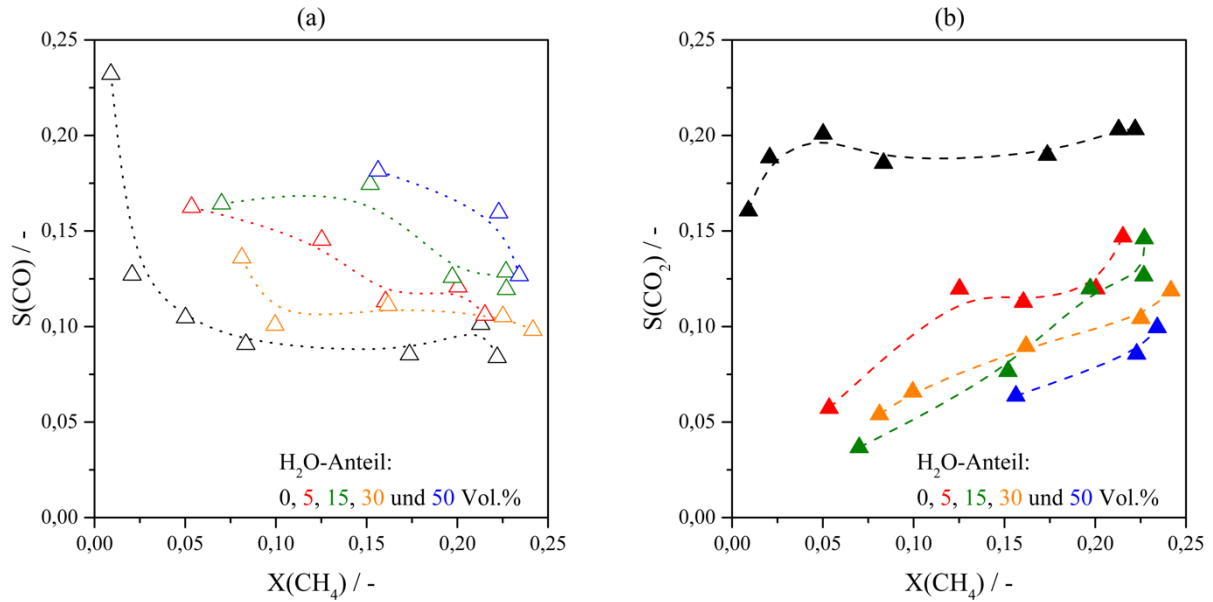 (a)
0,25
0,20
0,15
0,10
0,05
0,00
S(CO) / -
H₂O-Anteil:
0, 5, 15, 30 und 50 Vol.%
0,00 0,05 0,10 0,15 0,20 0,25
X(CH₄) / -
(b)
0,25
0,20
0,15
0,10
0,05
0,00
S(CO₂) / -
H₂O-Anteil:
0, 5, 15, 30 und 50 Vol.%
0,00 0,05 0,10 0,15 0,20 0,25
X(CH₄) / -